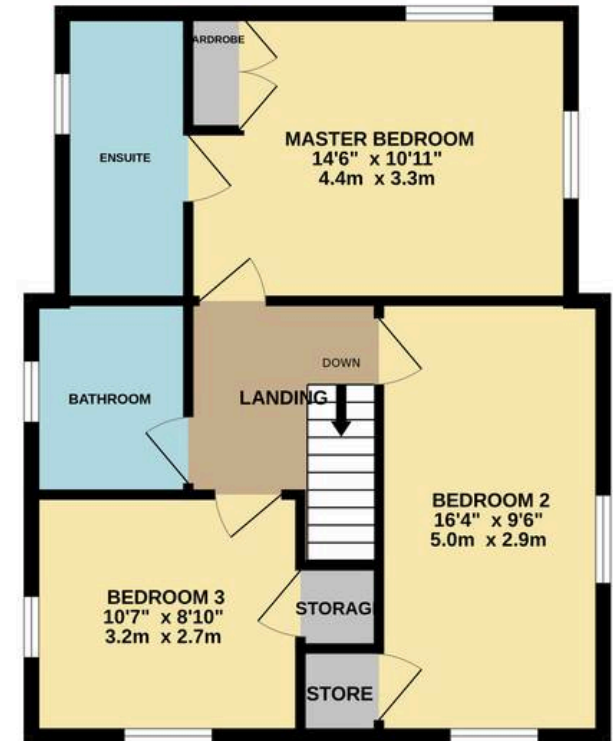 ARDROBE
ENSUITE
MASTER BEDROOM
14'6" x 10'11"
4.4m x 3.3m
DOWN
BATHROOM
LANDING
BEDROOM 2
16'4" x 9'6"
5.0m x 2.9m
BEDROOM 3
10'7" x 8'10"
3.2m x 2.7m
STORAG
STORE